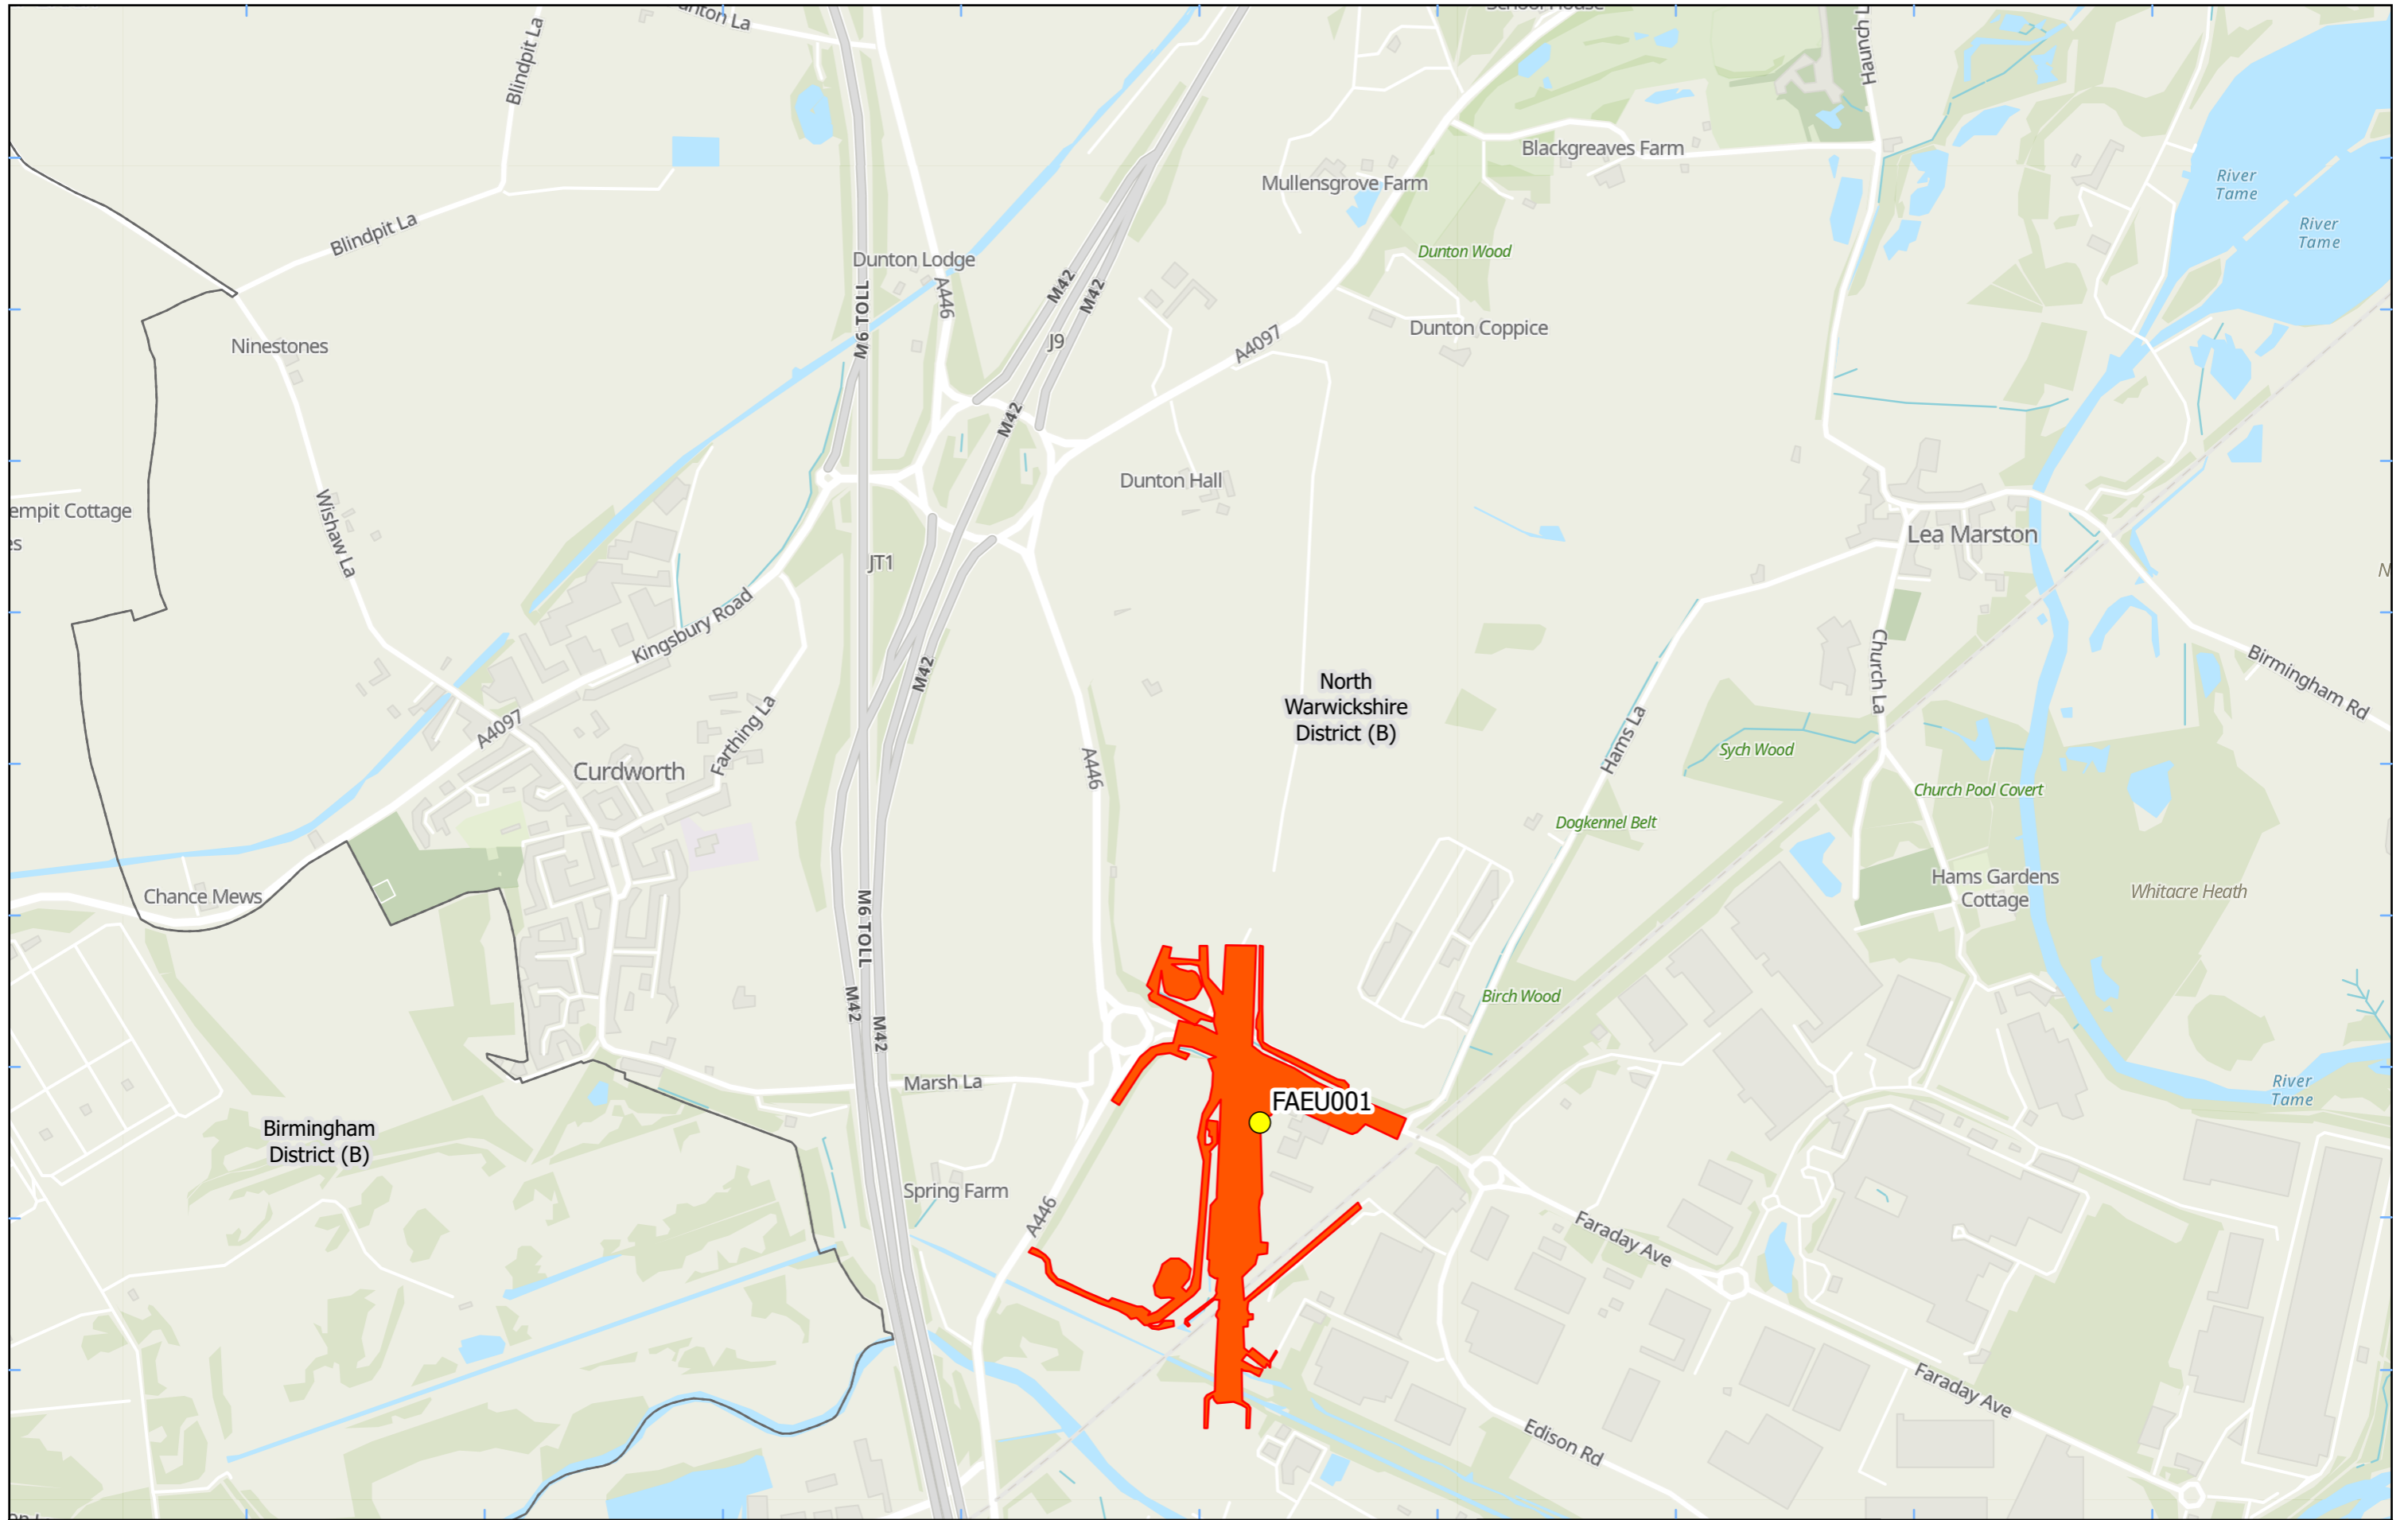 Blindpit La
Haunch L
Blindpit La
Blackgreaves Farm
Mullensgrove Farm
River
Tame
River
Tame
Dunton Wood
Dunton Lodge
A446
M6 TOLL
M42
M42
J9
Ninestones
A4097
Dunton Coppice
M42
Dunton Hall
empit Cottage
Wishaw La
es
Lea Marston
JT1
Kingsbury Road
M42
Church La
Birmingham Rd
North
Warwickshire
District (B)
A4097
Farthing La
Hams La
Sych Wood
Curdworth
A446
Church Pool Covert
Dogkennel Belt
Chance Mews
Hams Gardens
Cottage
Whitacre Heath
M6 TOLL
M42
M42
Birch Wood
Marsh La
FAEU001
River
Tame
Birmingham
District (B)
Spring Farm
A446
Faraday Ave
Faraday Ave
Edison Rd